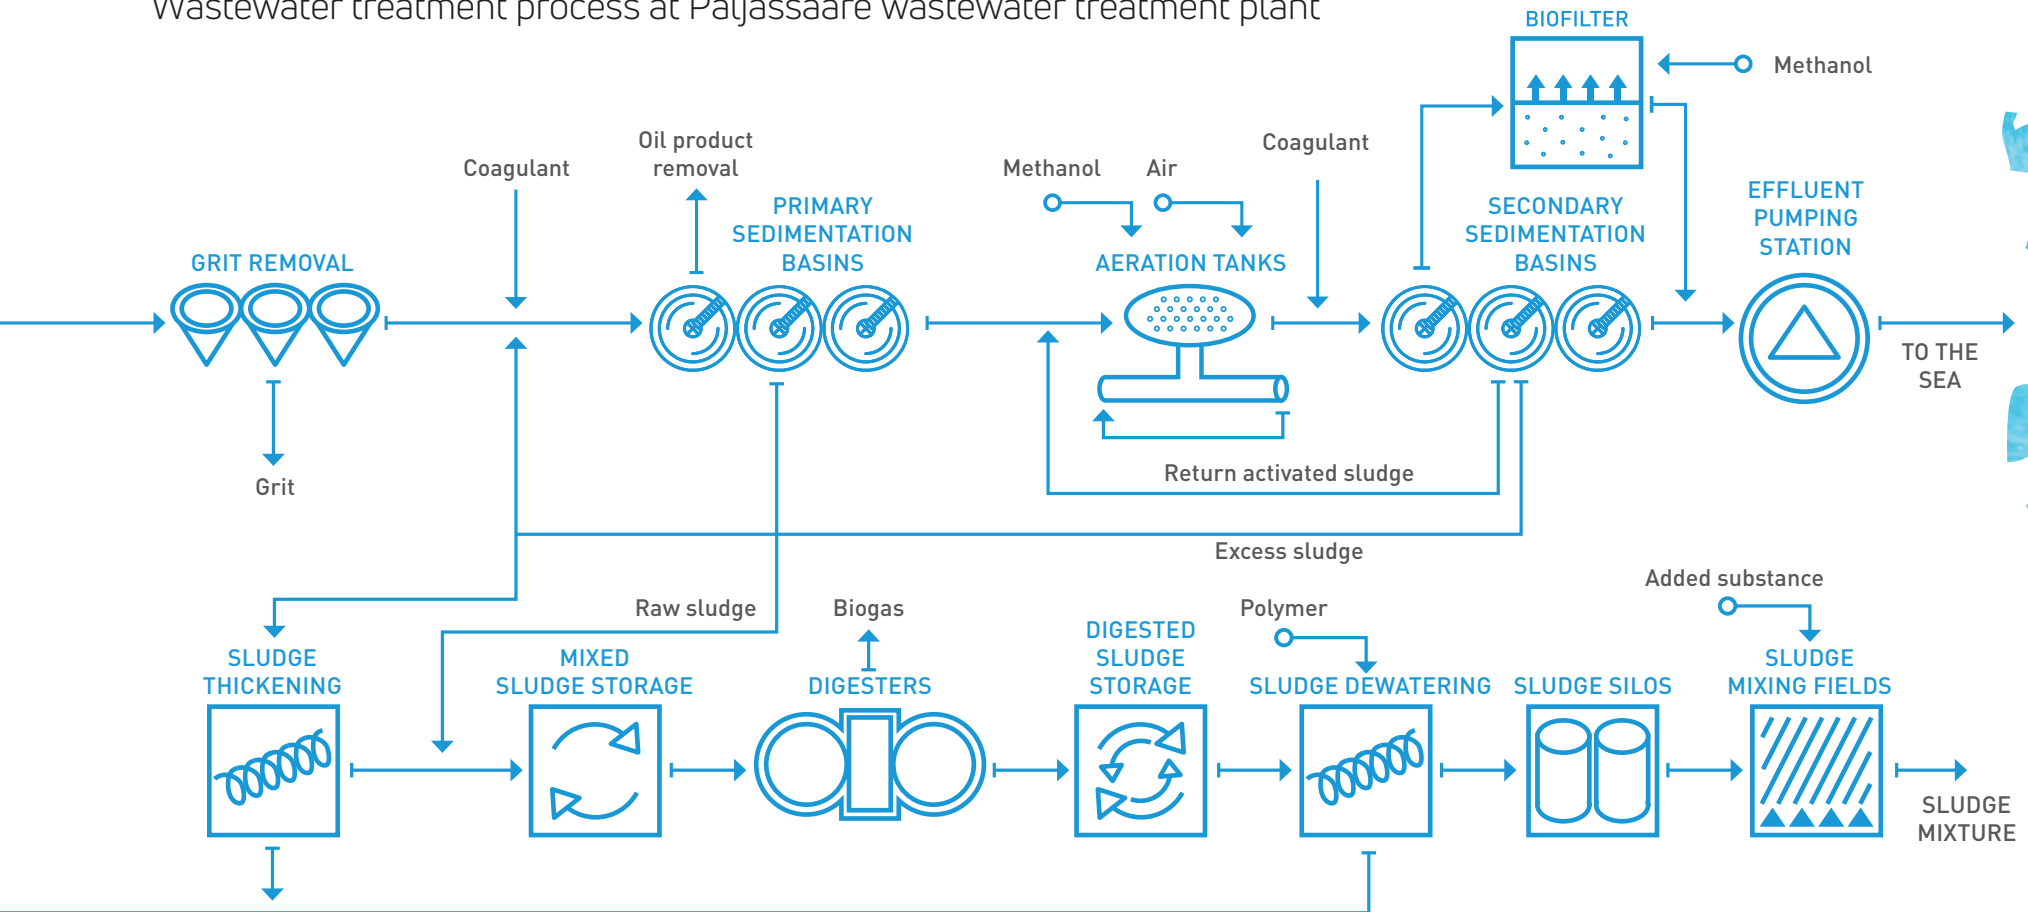 Wastewater treatment process at Paljassaare wastewater treatment plant
BIOFILTER
Methanol
Coagulant
Oil product
removal
Methanol
Air
Coagulant
GRIT REMOVAL
PRIMARY
SEDIMENTATION
BASINS
AERATION TANKS
SECONDARY
SEDIMENTATION
BASINS
EFFLUENT
PUMPING
STATION
TO THE
SEA
Grit
Return activated sludge
Excess sludge
Raw sludge
Biogas
Polymer
Added substance
SLUDGE
THICKENING
MIXED
SLUDGE STORAGE
DIGESTERS
DIGESTED
SLUDGE
STORAGE
SLUDGE DEWATERING
SLUDGE SILOS
SLUDGE
MIXING FIELDS
SLUDGE
MIXTURE